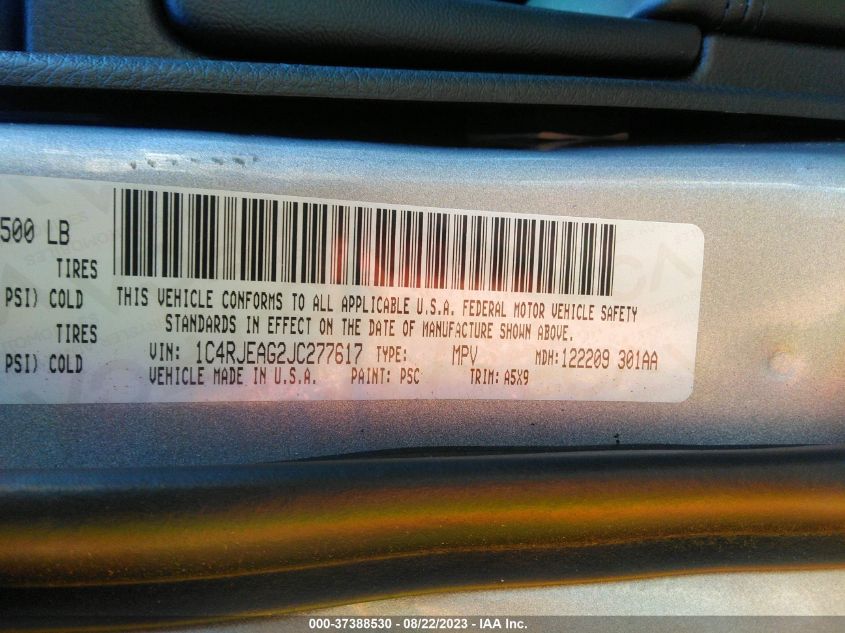 500 LB
TIRES
PSI) COLD
TIRES
PSI) COLD
THIS VEHICLE CONFORMS TO ALL APPLICABLE U.S.A. FEDERAL MOTOR VEHICLE SAFETY
STANDARDS IN EFFECT ON THE DATE OF MANUFACTURE SHOWN ABOVE.
VIN: 1C4RJEAG2JC277617 TYPE: MPV MDH:122209 301AA
VEHICLE MADE IN U.S.A. PAINT: PSC TRIM: A5X9
000-37388530 - 08/22/2023 - IAA Inc.